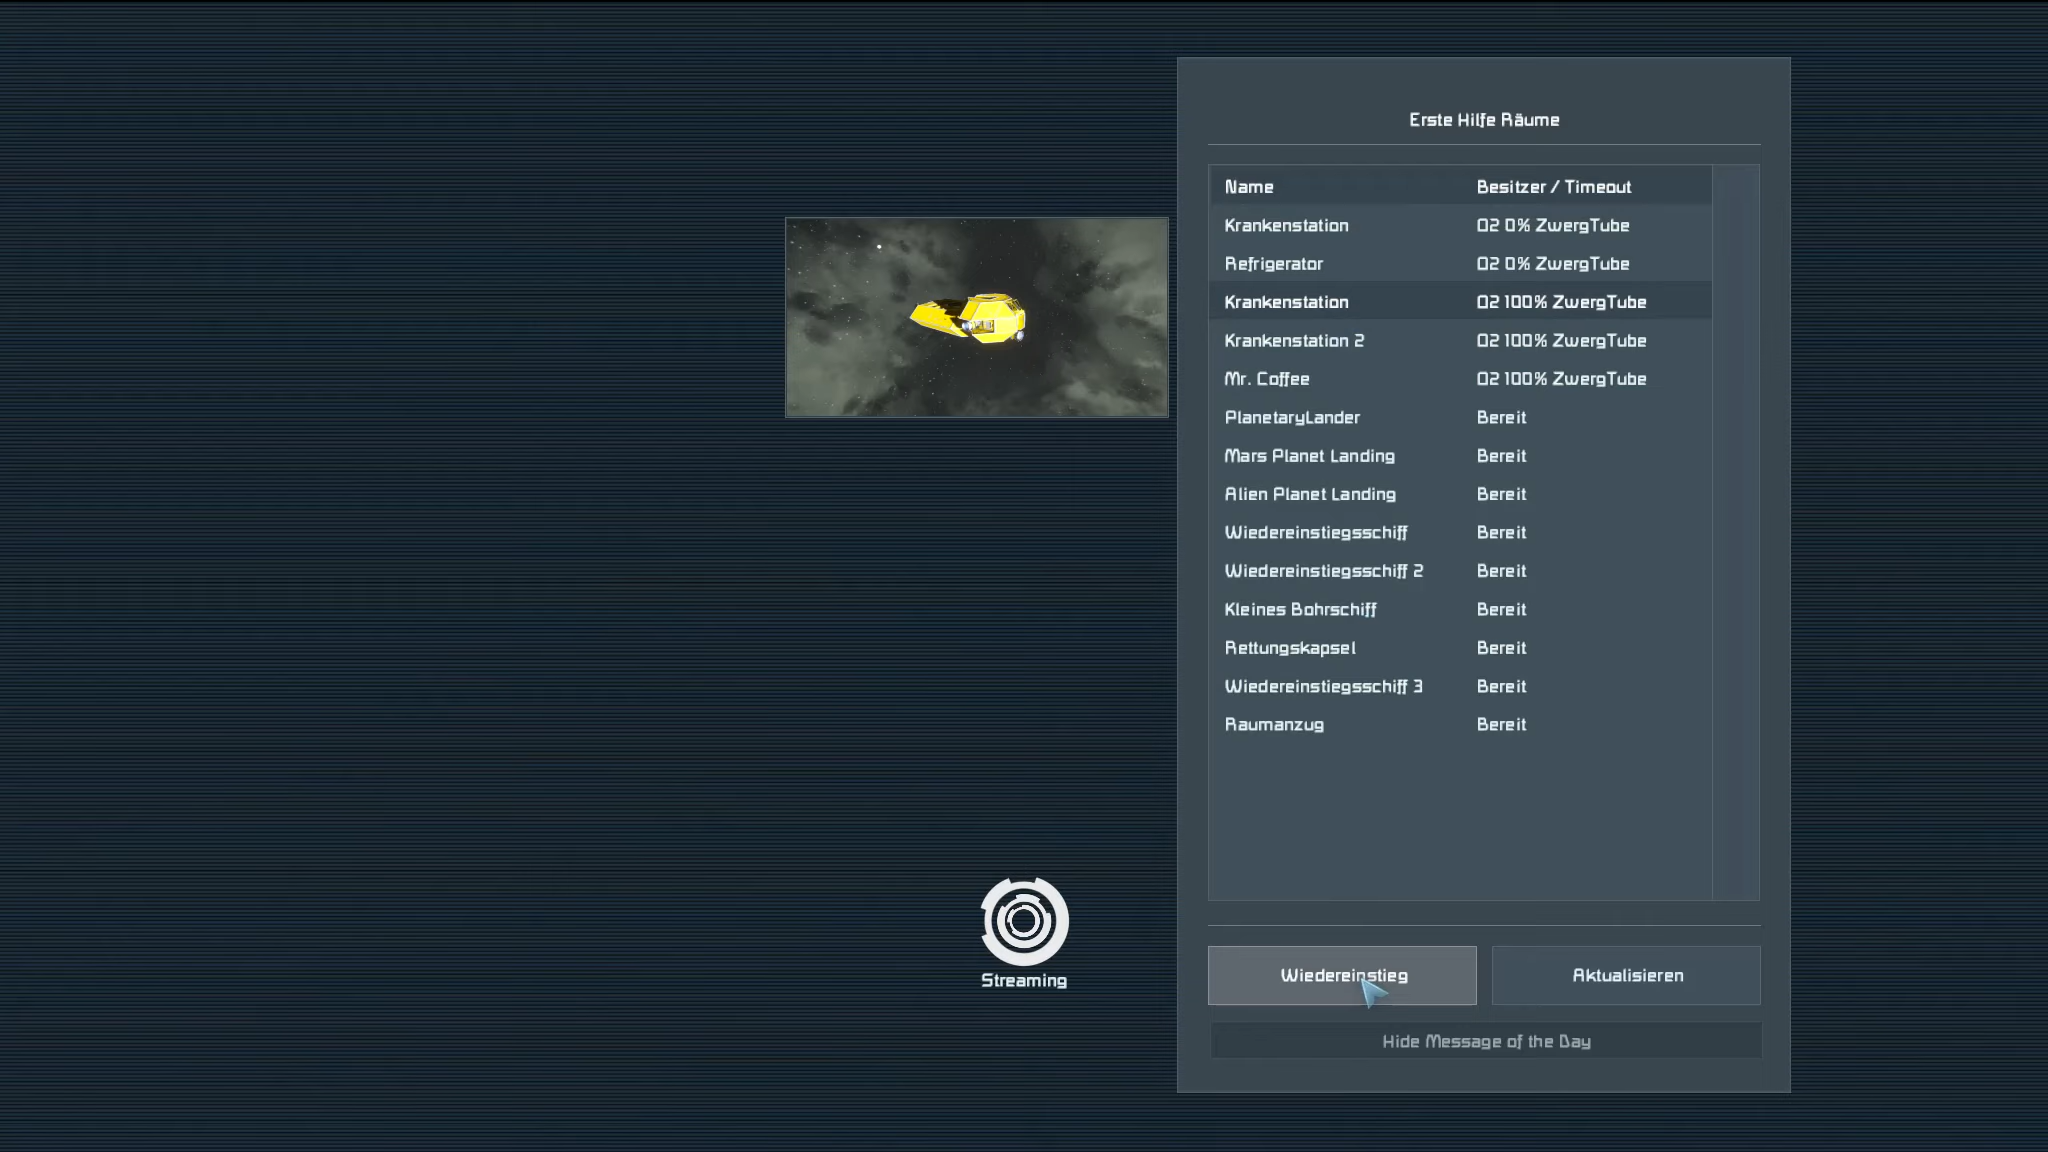 Erste Hilfe Räume
Name Besitzer / Timeout
Krankenstation O2 0% ZwergTube
Refrigerator O2 0% ZwergTube
Krankenstation O2 100% ZwergTube
Krankenstation 2 O2 100% ZwergTube
Mr. Coffee O2 100% ZwergTube
PlanetaryLander Bereit
Mars Planet Landing Bereit
Alien Planet Landing Bereit
Wiedereinstiegsschiff Bereit
Wiedereinstiegsschiff 2 Bereit
Kleines Bohrschiff Bereit
Rettungskapsel Bereit
Wiedereinstiegsschiff 3 Bereit
Raumanzug Bereit
Streaming
Wiedereinstieg Aktualisieren
Hide Message of the Day